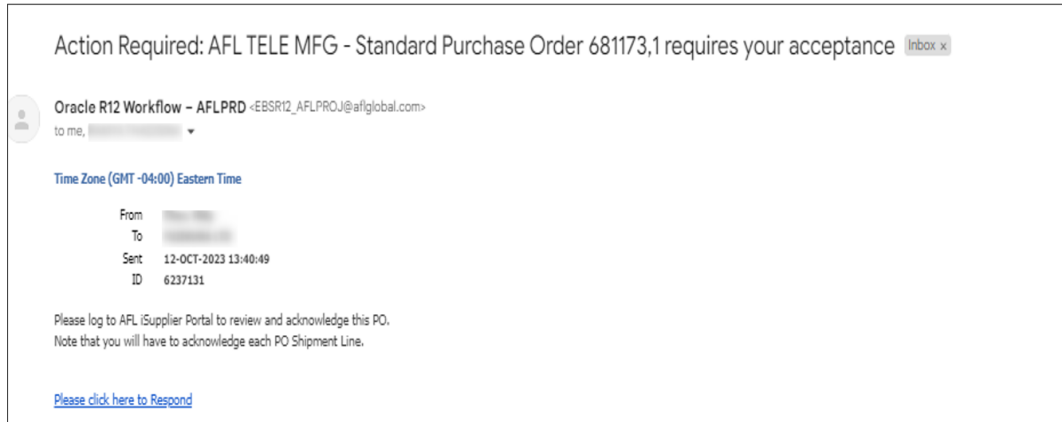 Action Required: AFL TELE MFG - Standard Purchase Order 681173,1 requires your acceptance Inbox x
Oracle R12 Workflow – AFLPRD <EBSR12_AFLPROJ@aflglobal.com>
to me,
Time Zone (GMT -04:00) Eastern Time
From
To
Sent 12-OCT-2023 13:40:49
ID 6237131
Please log to AFL iSupplier Portal to review and acknowledge this PO.
Note that you will have to acknowledge each PO Shipment Line.
Please click here to Respond